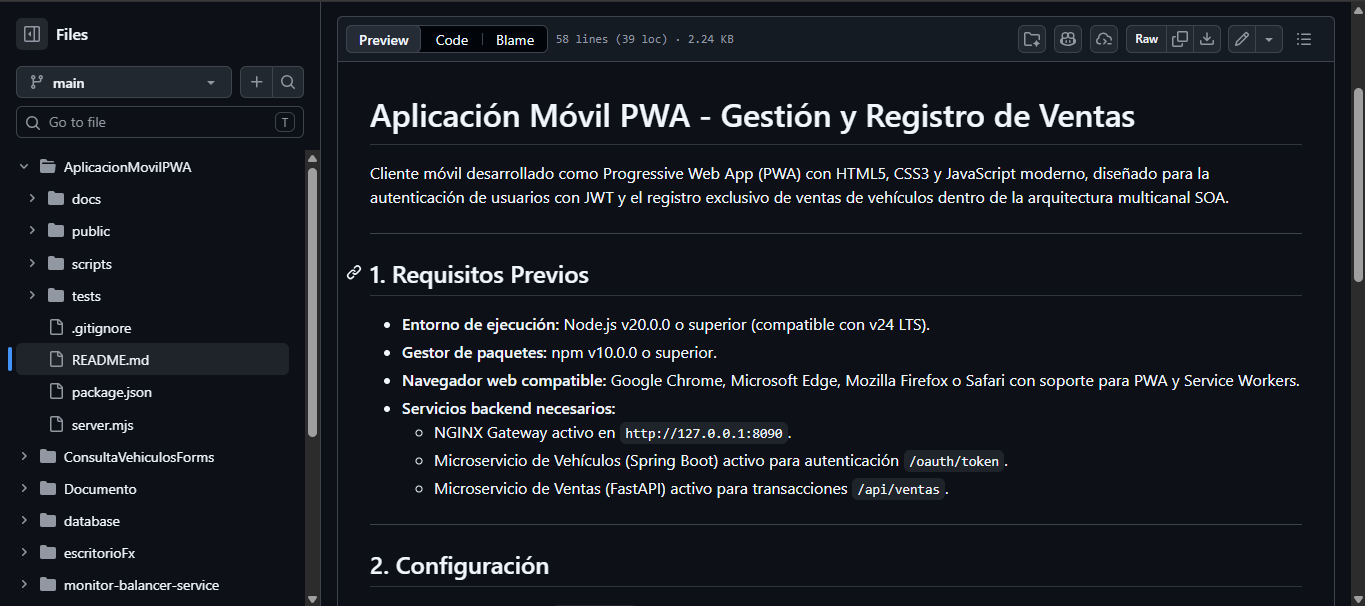 Files
main
Go to file
T
AplicacionMovilPWA
docs
public
scripts
tests
.gitignore
README.md
package.json
server.mjs
ConsultaVehiculosForms
Documento
database
escritorioFx
monitor-balancer-service
Preview Code Blame 58 lines (39 loc) · 2.24 KB Raw
Aplicación Móvil PWA - Gestión y Registro de Ventas
Cliente móvil desarrollado como Progressive Web App (PWA) con HTML5, CSS3 y JavaScript moderno, diseñado para la
autenticación de usuarios con JWT y el registro exclusivo de ventas de vehículos dentro de la arquitectura multicanal SOA.
1. Requisitos Previos
• Entorno de ejecución: Node.js v20.0.0 o superior (compatible con v24 LTS).
• Gestor de paquetes: npm v10.0.0 o superior.
• Navegador web compatible: Google Chrome, Microsoft Edge, Mozilla Firefox o Safari con soporte para PWA y Service Workers.
• Servicios backend necesarios:
○ NGINX Gateway activo en http://127.0.0.1:8090.
○ Microservicio de Vehículos (Spring Boot) activo para autenticación /oauth/token.
○ Microservicio de Ventas (FastAPI) activo para transacciones /api/ventas.
2. Configuración